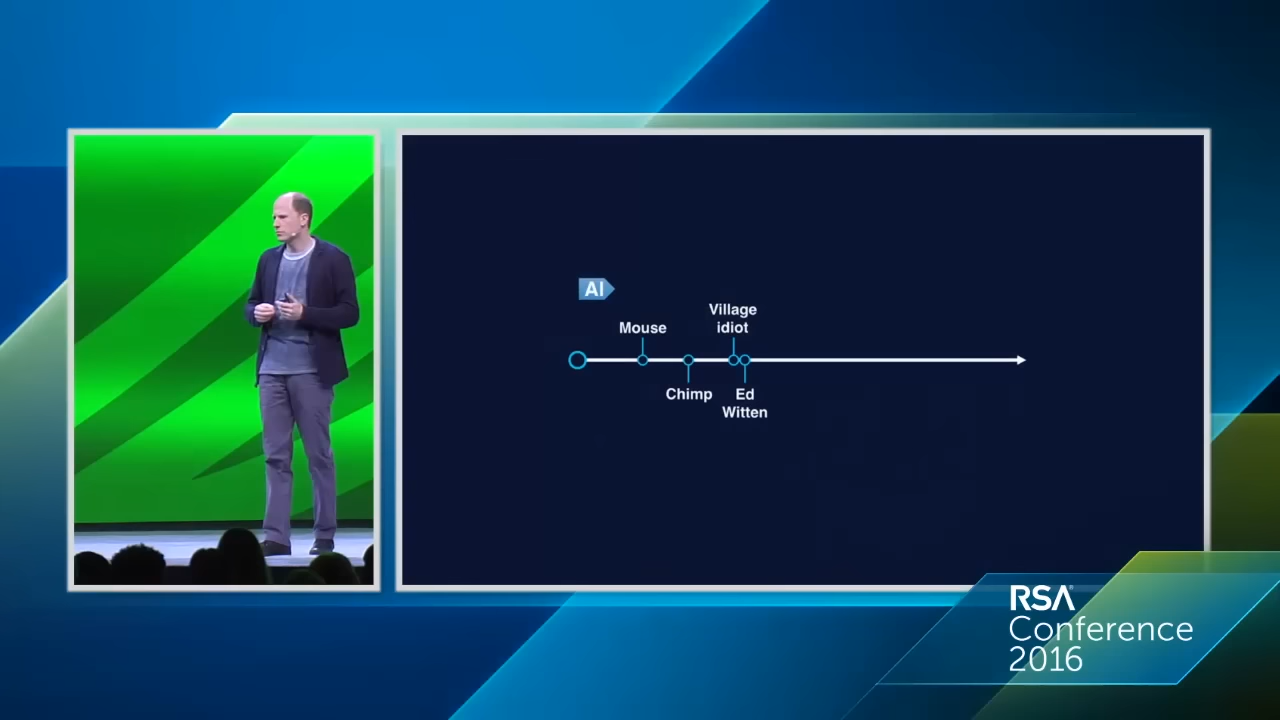 AI
Village
idiot
Mouse
Chimp
Ed
Witten
RSA
Conference
2016